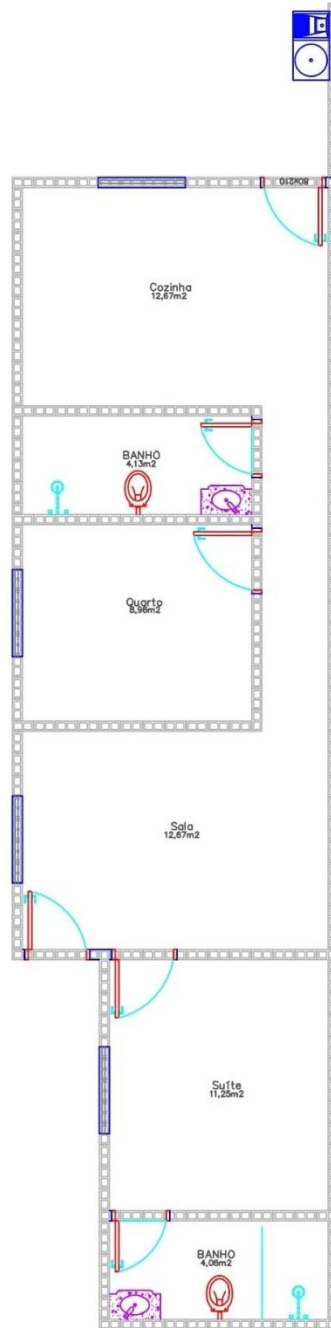 80x210
Cozinha
12,67m2
BANHO
4,13m2
Quarto
8,96m2
Sala
12,67m2
Suíte
11,25m2
BANHO
4,06m2